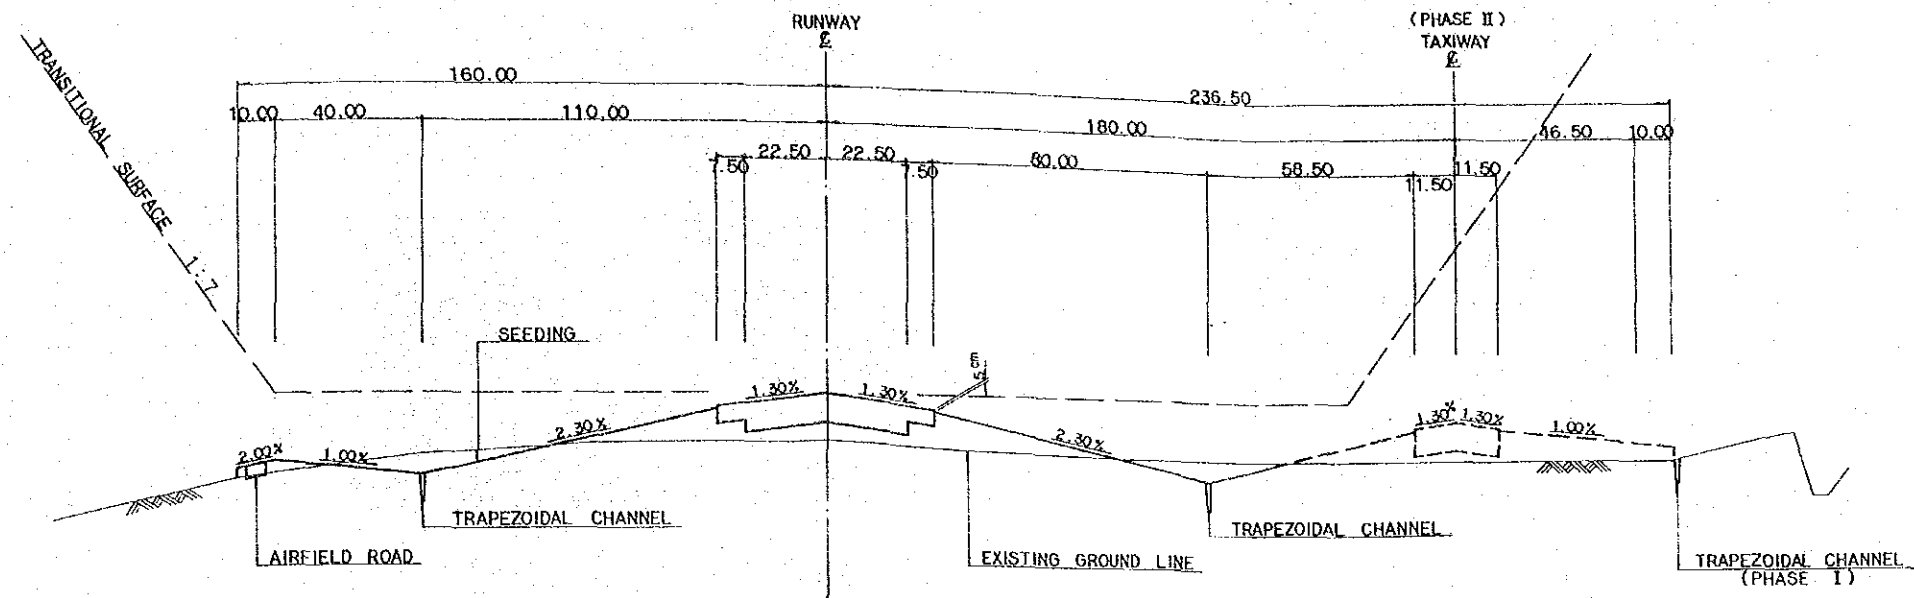 RUNWAY
℄
(PHASE II)
TAXIWAY
℄
TRANSITIONAL SURFACE 1:7
160.00
236.50
10.00
40.00
110.00
180.00
46.50
10.00
7.50
22.50
22.50
7.50
80.00
58.50
11.50
11.50
SEEDING
5 cm
1.30%
1.30%
2.30%
2.30%
1.30%
1.30%
1.00%
2.00%
1.00%
TRAPEZOIDAL CHANNEL
TRAPEZOIDAL CHANNEL
AIRFIELD ROAD
EXISTING GROUND LINE
TRAPEZOIDAL CHANNEL
(PHASE I)